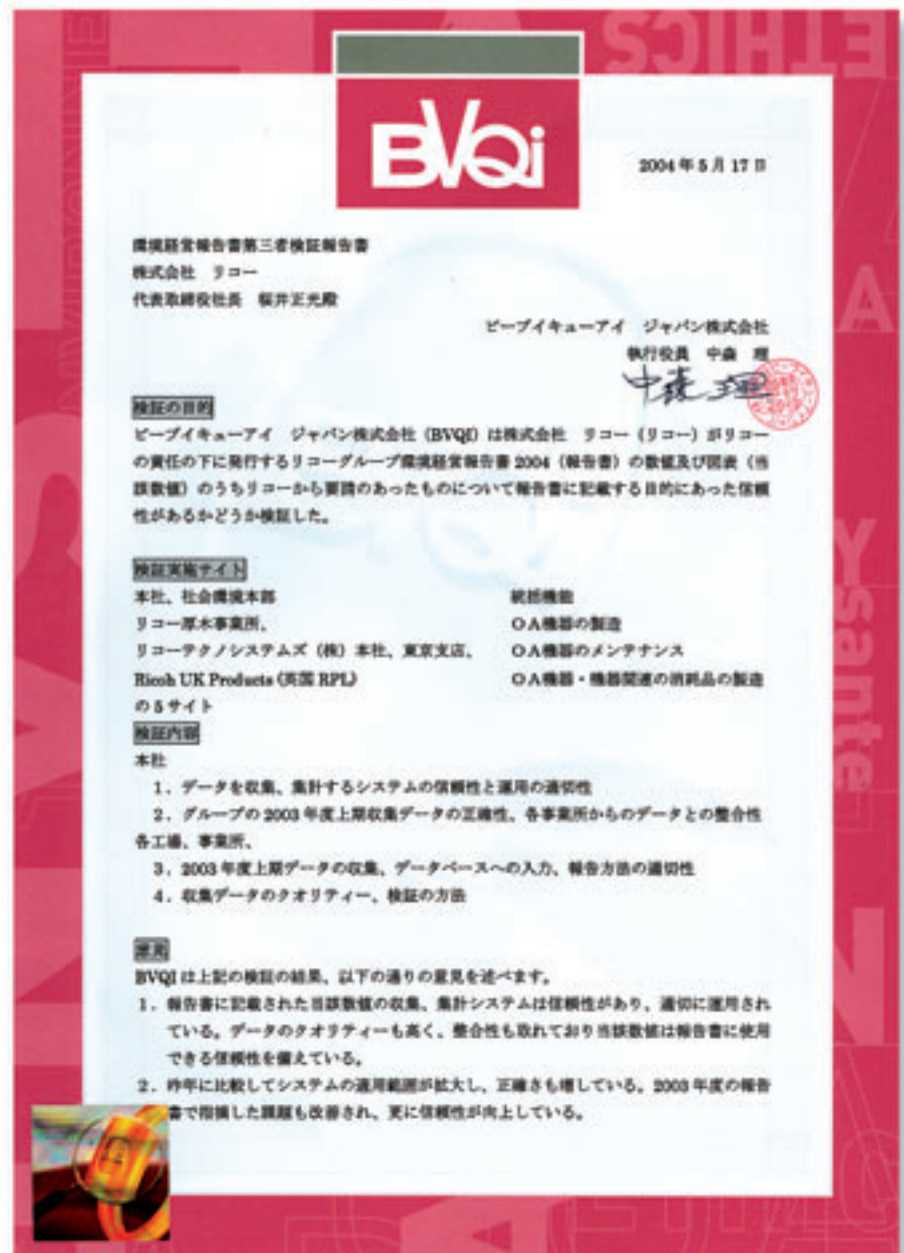 ETHICS
BVQi
2004年5月17日
環境経営報告書第三者検証報告書
株式会社 リコー
代表取締役社長 桜井正光殿
ビーブイキューアイ ジャパン株式会社
執行役員 中森 理
中森 理
検証の目的
ビーブイキューアイ ジャパン株式会社(BVQI)は株式会社 リコー(リコー)がリコー
の責任の下に発行するリコーグループ環境経営報告書2004(報告書)の数値及び図表(当
該数値)のうちリコーから要請のあったものについて報告書に記載する目的にあった信頼
性があるかどうか検証した。
検証実施サイト
本社、社会環境本部 統括機能
リコー厚木事業所、 OA機器の製造
リコーテクノシステムズ(株)本社、東京支店、 OA機器のメンテナンス
Ricoh UK Products (英国 RPL) OA機器・機器関連の消耗品の製造
の5サイト
検証内容
本社
1.データを収集、集計するシステムの信頼性と運用の適切性
2.グループの2003年度上期収集データの正確性、各事業所からのデータとの整合性
各工場、事業所、
3.2003年度上期データの収集、データベースへの入力、報告方法の適切性
4.収集データのクオリティー、検証の方法
意見
BVQIは上記の検証の結果、以下の通りの意見を述べます。
1.報告書に記載された当該数値の収集、集計システムは信頼性があり、適切に運用され
ている。データのクオリティーも高く、整合性も取れており当該数値は報告書に使用
できる信頼性を備えている。
2.昨年に比較してシステムの適用範囲が拡大し、正確さも増している。2003年度の報告
書で指摘した課題も改善され、更に信頼性が向上している。
A
Ysante